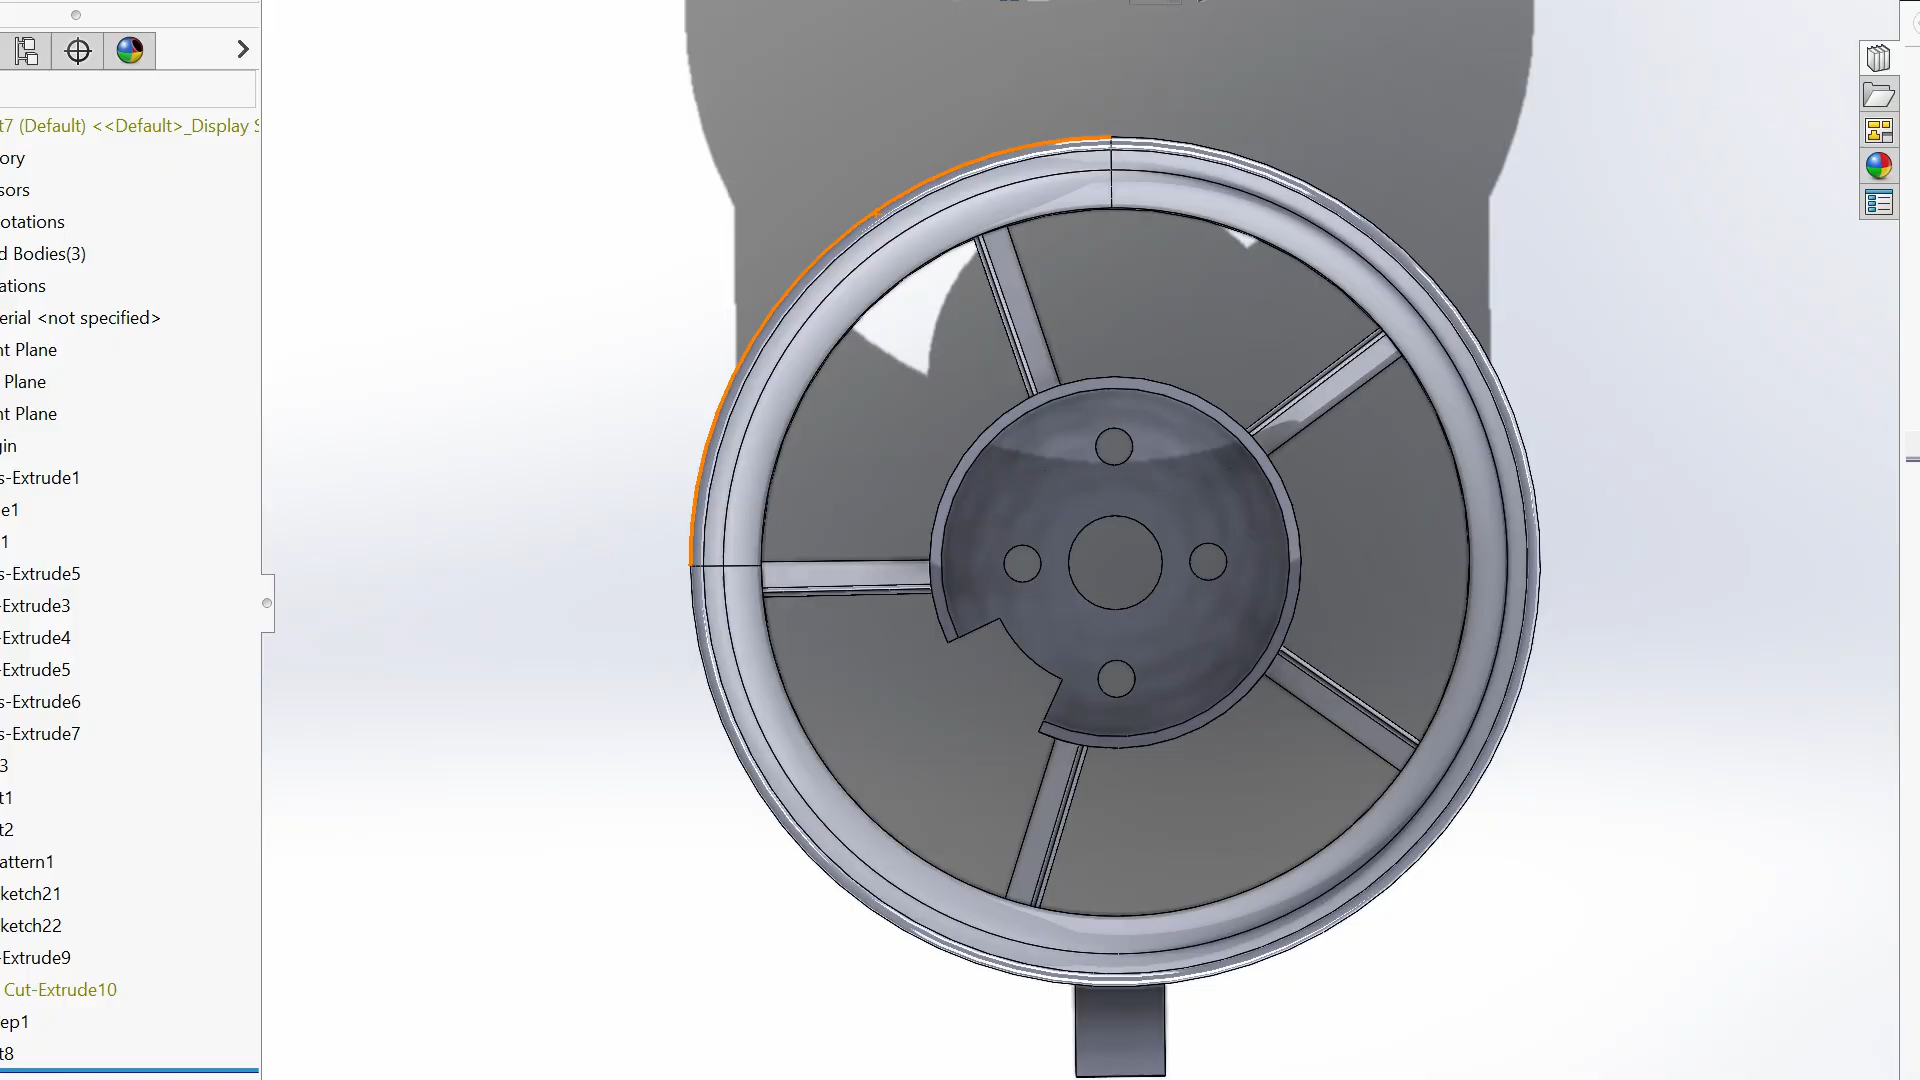 t7 (Default) <<Default>_Display S
ory
sors
otations
d Bodies(3)
ations
erial <not specified>
nt Plane
Plane
nt Plane
gin
s-Extrude1
e1
1
s-Extrude5
-Extrude3
-Extrude4
-Extrude5
s-Extrude6
s-Extrude7
3
t1
t2
attern1
ketch21
ketch22
-Extrude9
Cut-Extrude10
ep1
t8